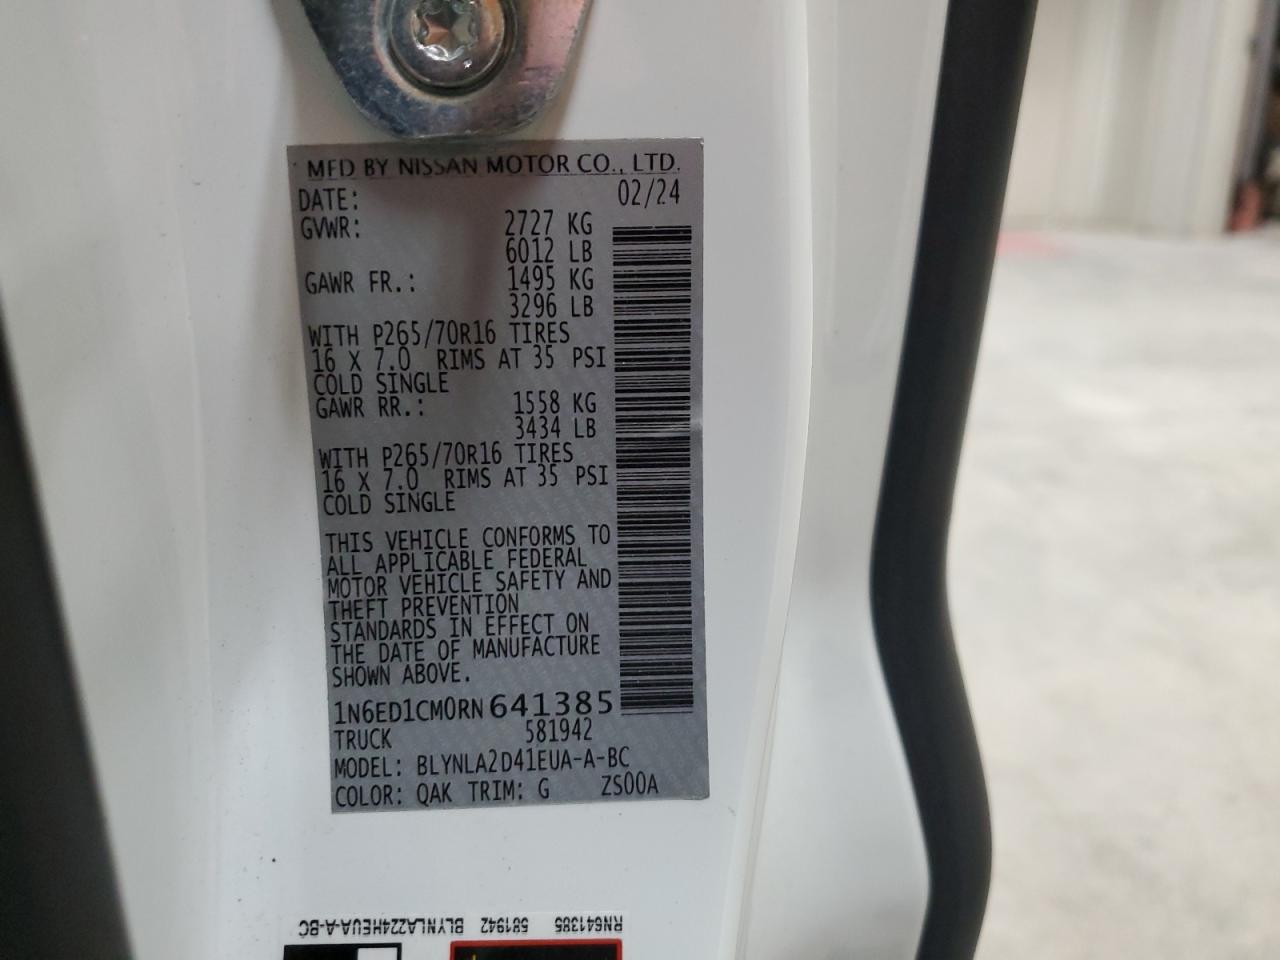 MFD BY NISSAN MOTOR CO., LTD.
DATE: 02/24
GVWR: 2727 KG
6012 LB
GAWR FR.: 1495 KG
3296 LB
WITH P265/70R16 TIRES
16 X 7.0 RIMS AT 35 PSI
COLD SINGLE
GAWR RR.: 1558 KG
3434 LB
WITH P265/70R16 TIRES
16 X 7.0 RIMS AT 35 PSI
COLD SINGLE
THIS VEHICLE CONFORMS TO
ALL APPLICABLE FEDERAL
MOTOR VEHICLE SAFETY AND
THEFT PREVENTION
STANDARDS IN EFFECT ON
THE DATE OF MANUFACTURE
SHOWN ABOVE.
1N6ED1CM0RN641385
TRUCK 581942
MODEL: BLYNLA2D41EUA-A-BC
COLOR: QAK TRIM: G ZS00A
RN641385 581942 BLYNLAZ24HEUA-A-BC